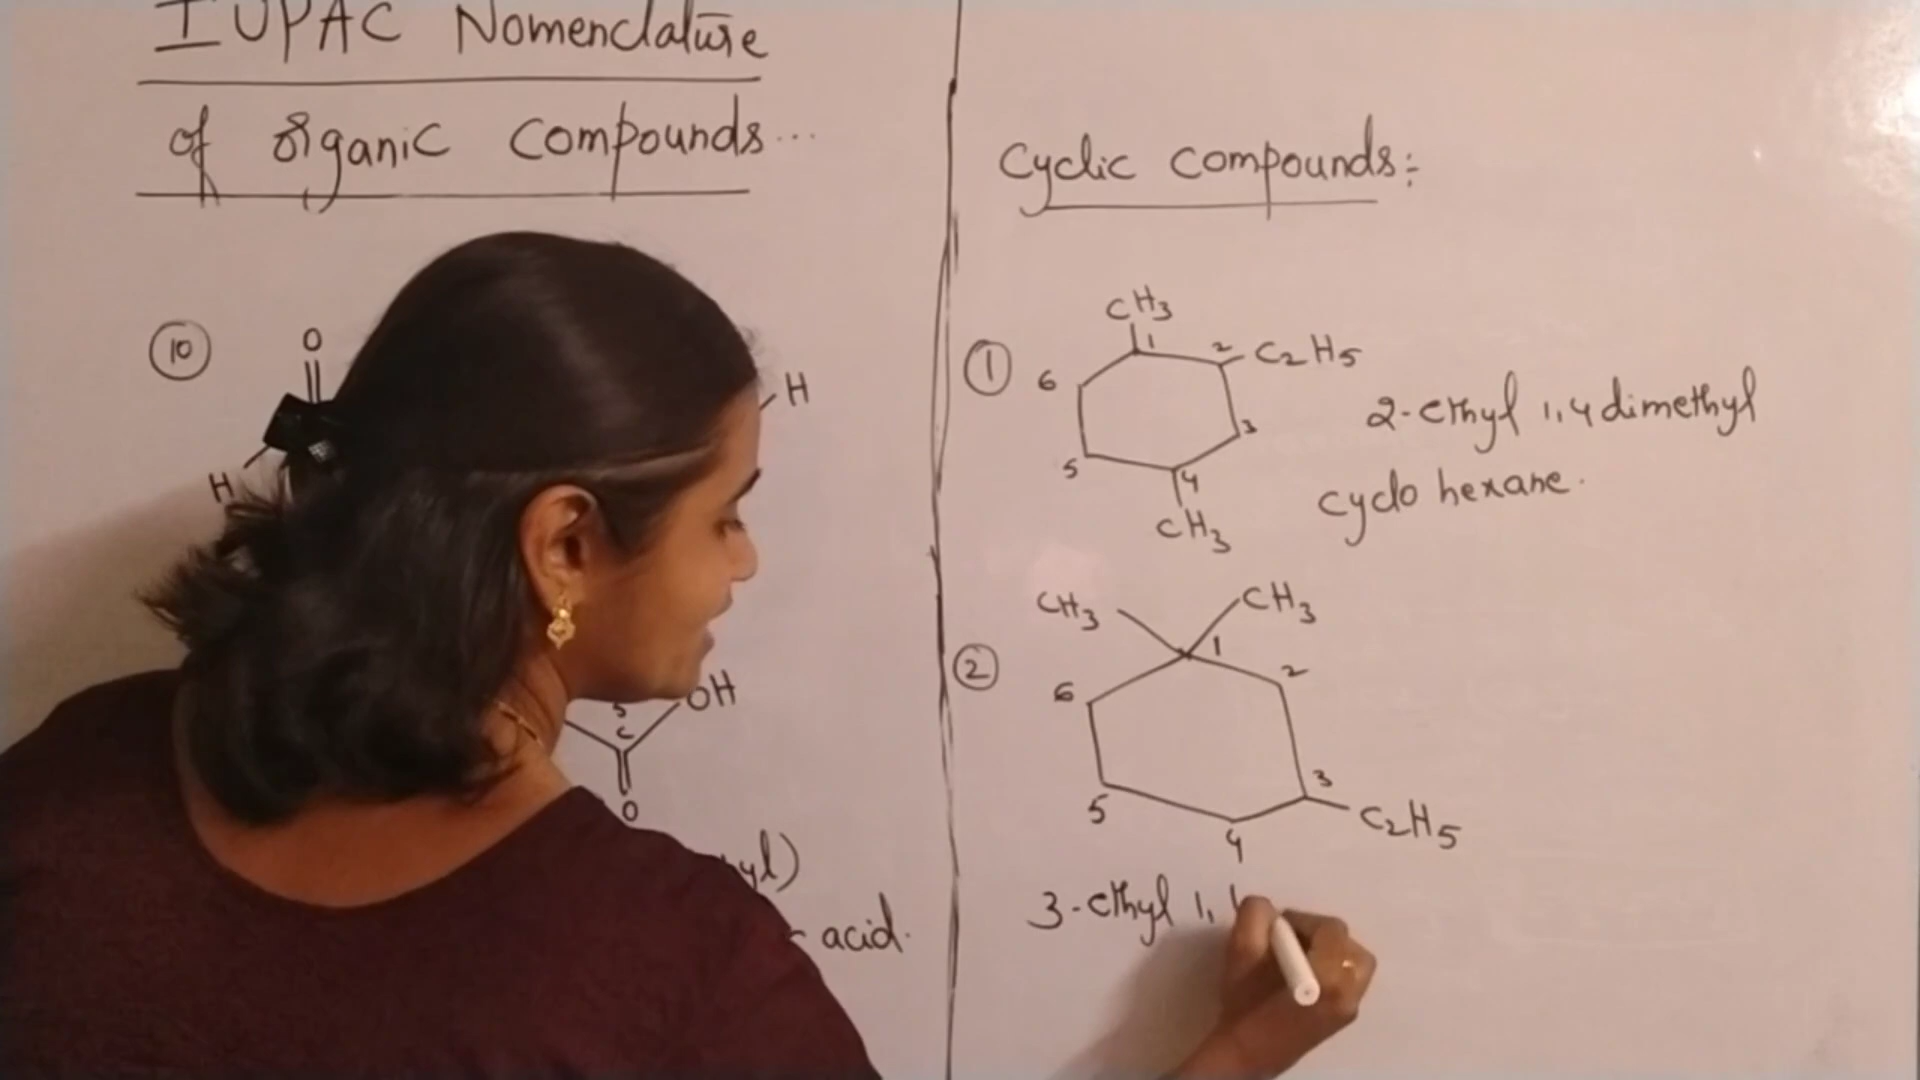 IUPAC Nomenclature
of organic compounds...
10
O
H
H
OH
5
C
O
yl)
acid.
Cyclic compounds:-
1
CH3
1
2
C2H5
6
3
5
4
CH3
2-ethyl 1,4 dimethyl
cyclo hexane.
2
CH3
CH3
1
2
6
3
5
C2H5
4
3-ethyl 1,